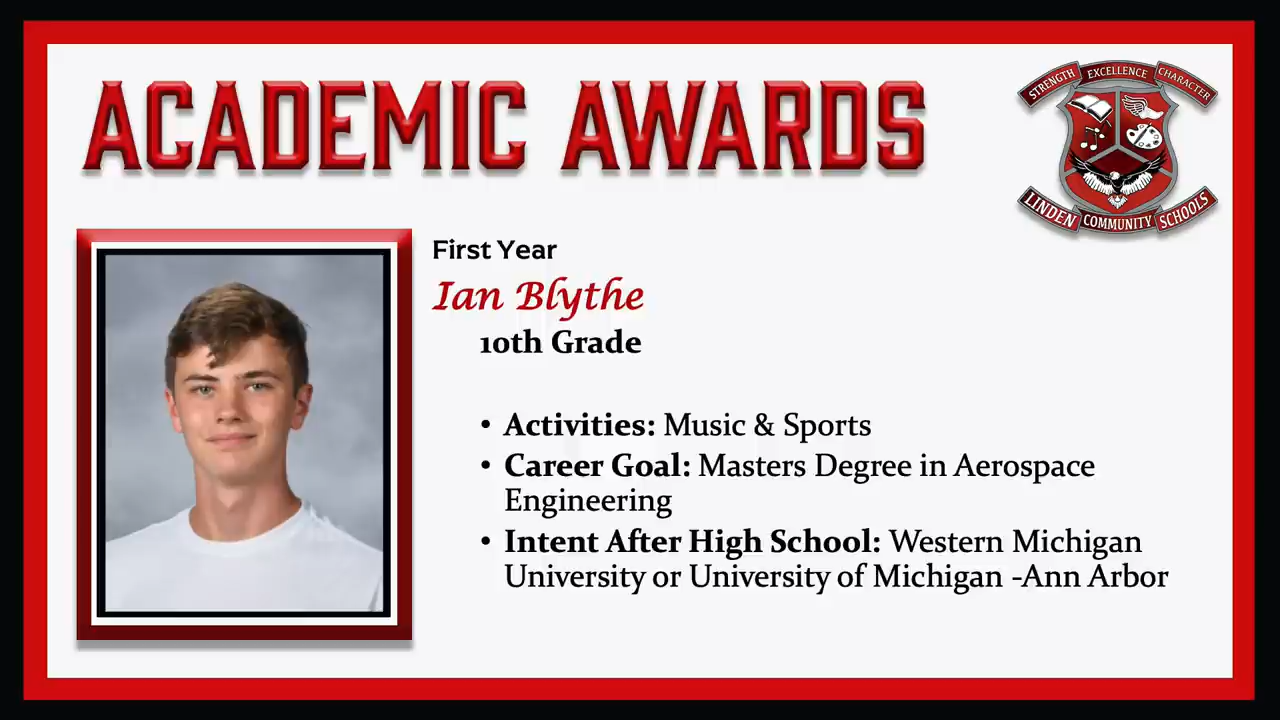 ACADEMIC AWARDS
STRENGTH EXCELLENCE CHARACTER
LINDEN COMMUNITY SCHOOLS
First Year
Ian Blythe
10th Grade
• Activities: Music & Sports
• Career Goal: Masters Degree in Aerospace
Engineering
• Intent After High School: Western Michigan
University or University of Michigan -Ann Arbor